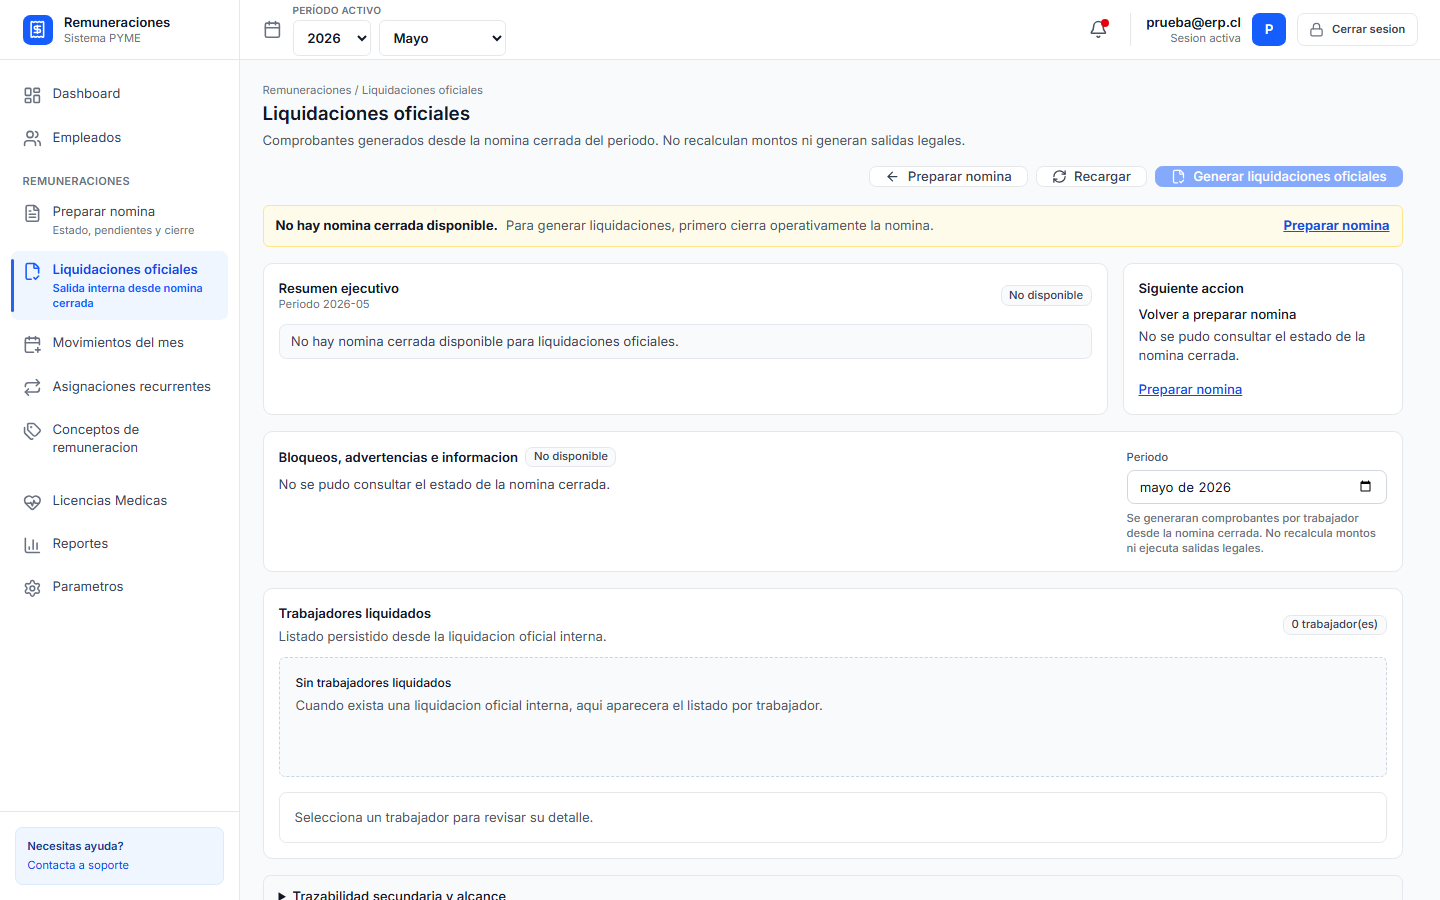 Remuneraciones
Sistema PYME
PERÍODO ACTIVO
2026
Mayo
prueba@erp.cl
Sesion activa
P
Cerrar sesion
Dashboard
Empleados
REMUNERACIONES
Preparar nomina
Estado, pendientes y cierre
Liquidaciones oficiales
Salida interna desde nomina
cerrada
Movimientos del mes
Asignaciones recurrentes
Conceptos de
remuneracion
Licencias Medicas
Reportes
Parametros
Necesitas ayuda?
Contacta a soporte
Remuneraciones / Liquidaciones oficiales
Liquidaciones oficiales
Comprobantes generados desde la nomina cerrada del periodo. No recalculan montos ni generan salidas legales.
Preparar nomina
Recargar
Generar liquidaciones oficiales
No hay nomina cerrada disponible. Para generar liquidaciones, primero cierra operativamente la nomina.
Preparar nomina
Resumen ejecutivo
Periodo 2026-05
No disponible
No hay nomina cerrada disponible para liquidaciones oficiales.
Siguiente accion
Volver a preparar nomina
No se pudo consultar el estado de la
nomina cerrada.
Preparar nomina
Bloqueos, advertencias e informacion
No disponible
No se pudo consultar el estado de la nomina cerrada.
Periodo
mayo de 2026
Se generaran comprobantes por trabajador
desde la nomina cerrada. No recalcula montos
ni ejecuta salidas legales.
Trabajadores liquidados
Listado persistido desde la liquidacion oficial interna.
0 trabajador(es)
Sin trabajadores liquidados
Cuando exista una liquidacion oficial interna, aqui aparecera el listado por trabajador.
Selecciona un trabajador para revisar su detalle.
Trazabilidad secundaria y alcance